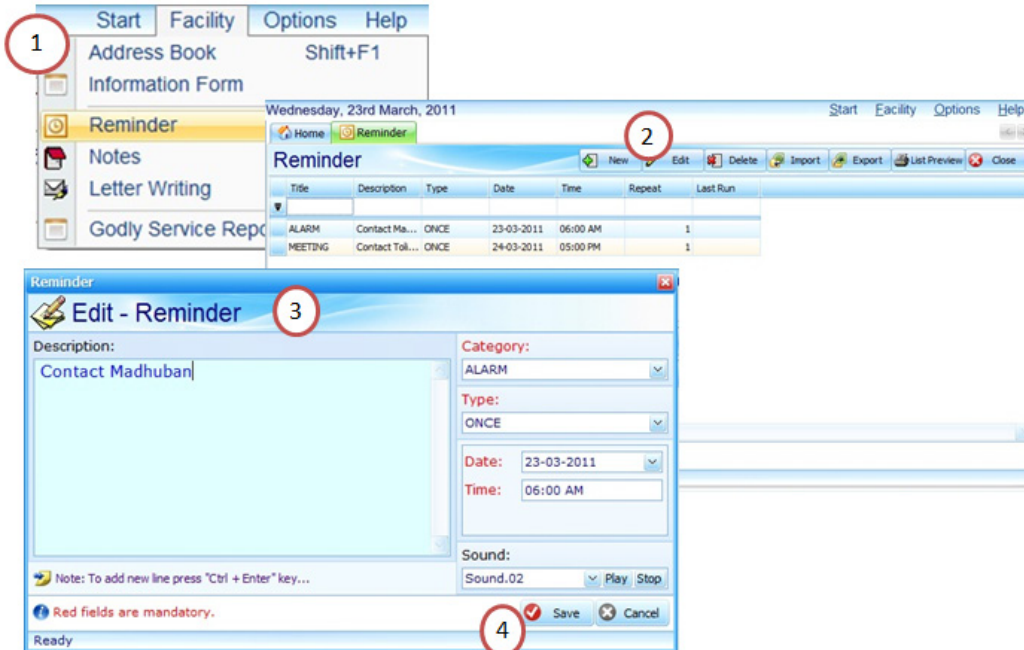 1
Start Facility Options Help
Address Book Shift+F1
Information Form
Reminder
Notes
Letter Writing
Godly Service Repo
Wednesday, 23rd March, 2011 Start Facility Options Help
Home Reminder
2
Reminder New Edit Delete Import Export List Preview Close
Title Description Type Date Time Repeat Last Run
ALARM Contact Ma... ONCE 23-03-2011 06:00 AM 1
MEETING Contact Toli... ONCE 24-03-2011 05:00 PM 1
Reminder
Edit - Reminder 3
Description:
Contact Madhuban
Category:
ALARM
Type:
ONCE
Date: 23-03-2011
Time: 06:00 AM
Sound:
Sound.02 Play Stop
Note: To add new line press "Ctrl + Enter" key...
Red fields are mandatory.
4
Save Cancel
Ready